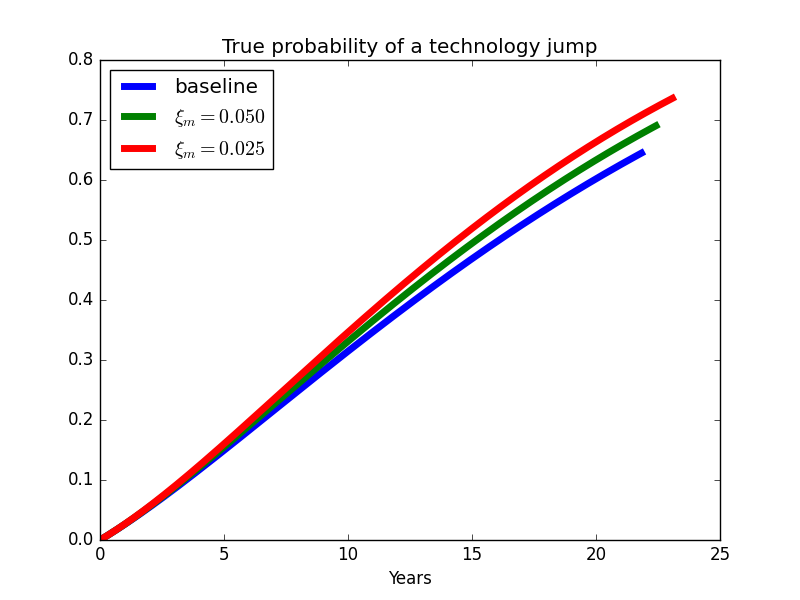 True probability of a technology jump
baseline
ξₘ = 0.050
ξₘ = 0.025
0.8
0.7
0.6
0.5
0.4
0.3
0.2
0.1
0.0
0 5 10 15 20 25
Years